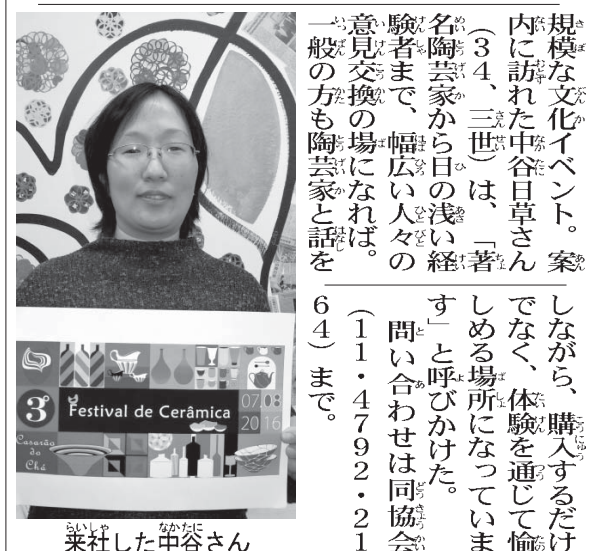 規模な文化イベント。案
内に訪れた中谷日草さん
(34、三世)は、「著
名陶芸家から日の浅い経
験者まで、幅広い人々の
意見交換の場になれば。
一般の方も陶芸家と話を
しながら、購入するだけ
でなく、体験を通じて愉
しめる場所になっていま
す」と呼びかけた。
問い合わせは同協会
(11・4792・21
64)まで。
3º
Festival de Cerâmica
07.08
2016
Casarão
do
Chá
来社した中谷さん